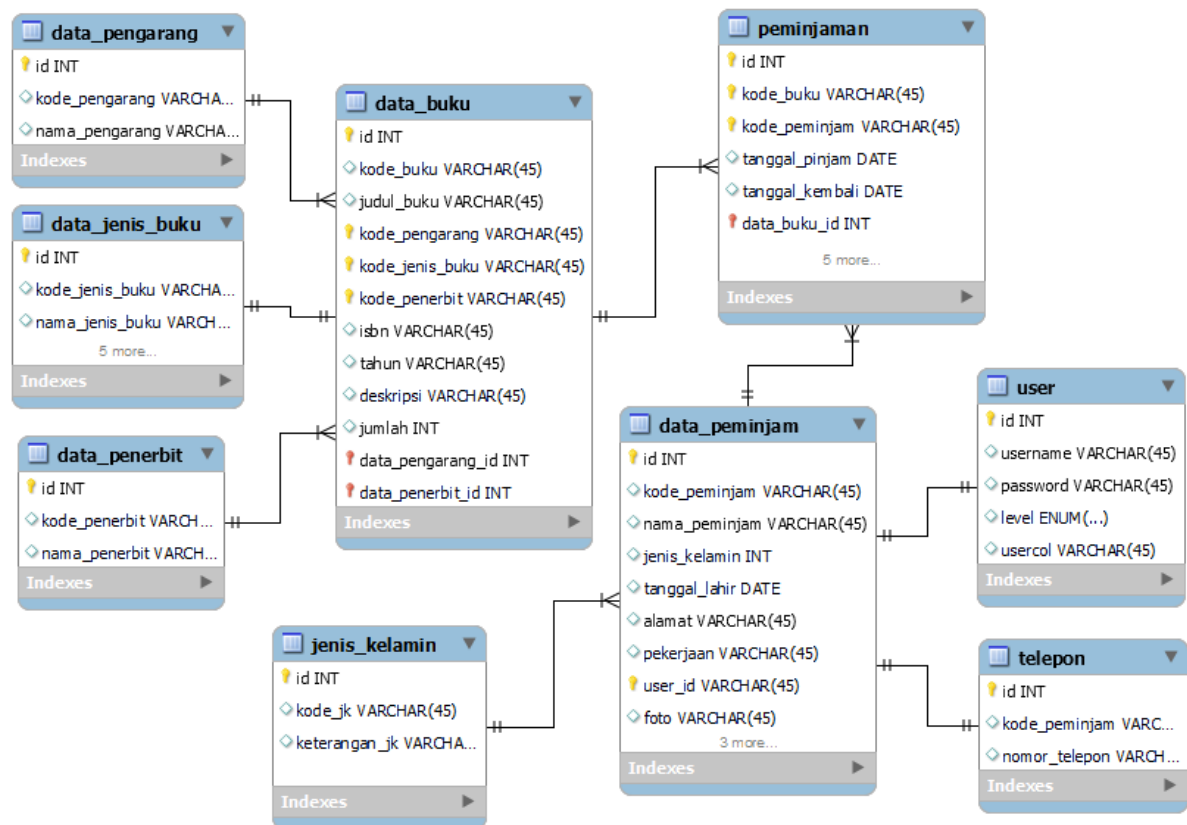 data_pengarang
id INT
kode_pengarang VARCHA...
nama_pengarang VARCHA...
Indexes
data_jenis_buku
id INT
kode_jenis_buku VARCHA...
nama_jenis_buku VARCH...
5 more...
Indexes
data_penerbit
id INT
kode_penerbit VARCH...
nama_penerbit VARCH...
Indexes
data_buku
id INT
kode_buku VARCHAR(45)
judul_buku VARCHAR(45)
kode_pengarang VARCHAR(45)
kode_jenis_buku VARCHAR(45)
kode_penerbit VARCHAR(45)
isbn VARCHAR(45)
tahun VARCHAR(45)
deskripsi VARCHAR(45)
jumlah INT
data_pengarang_id INT
data_penerbit_id INT
Indexes
jenis_kelamin
id INT
kode_jk VARCHAR(45)
keterangan_jk VARCHA...
Indexes
peminjaman
id INT
kode_buku VARCHAR(45)
kode_peminjam VARCHAR(45)
tanggal_pinjam DATE
tanggal_kembali DATE
data_buku_id INT
5 more...
Indexes
data_peminjam
id INT
kode_peminjam VARCHAR(45)
nama_peminjam VARCHAR(45)
jenis_kelamin INT
tanggal_lahir DATE
alamat VARCHAR(45)
pekerjaan VARCHAR(45)
user_id VARCHAR(45)
foto VARCHAR(45)
3 more...
Indexes
user
id INT
username VARCHAR(45)
password VARCHAR(45)
level ENUM(...)
usercol VARCHAR(45)
Indexes
telepon
id INT
kode_peminjam VARC...
nomor_telepon VARCH...
Indexes